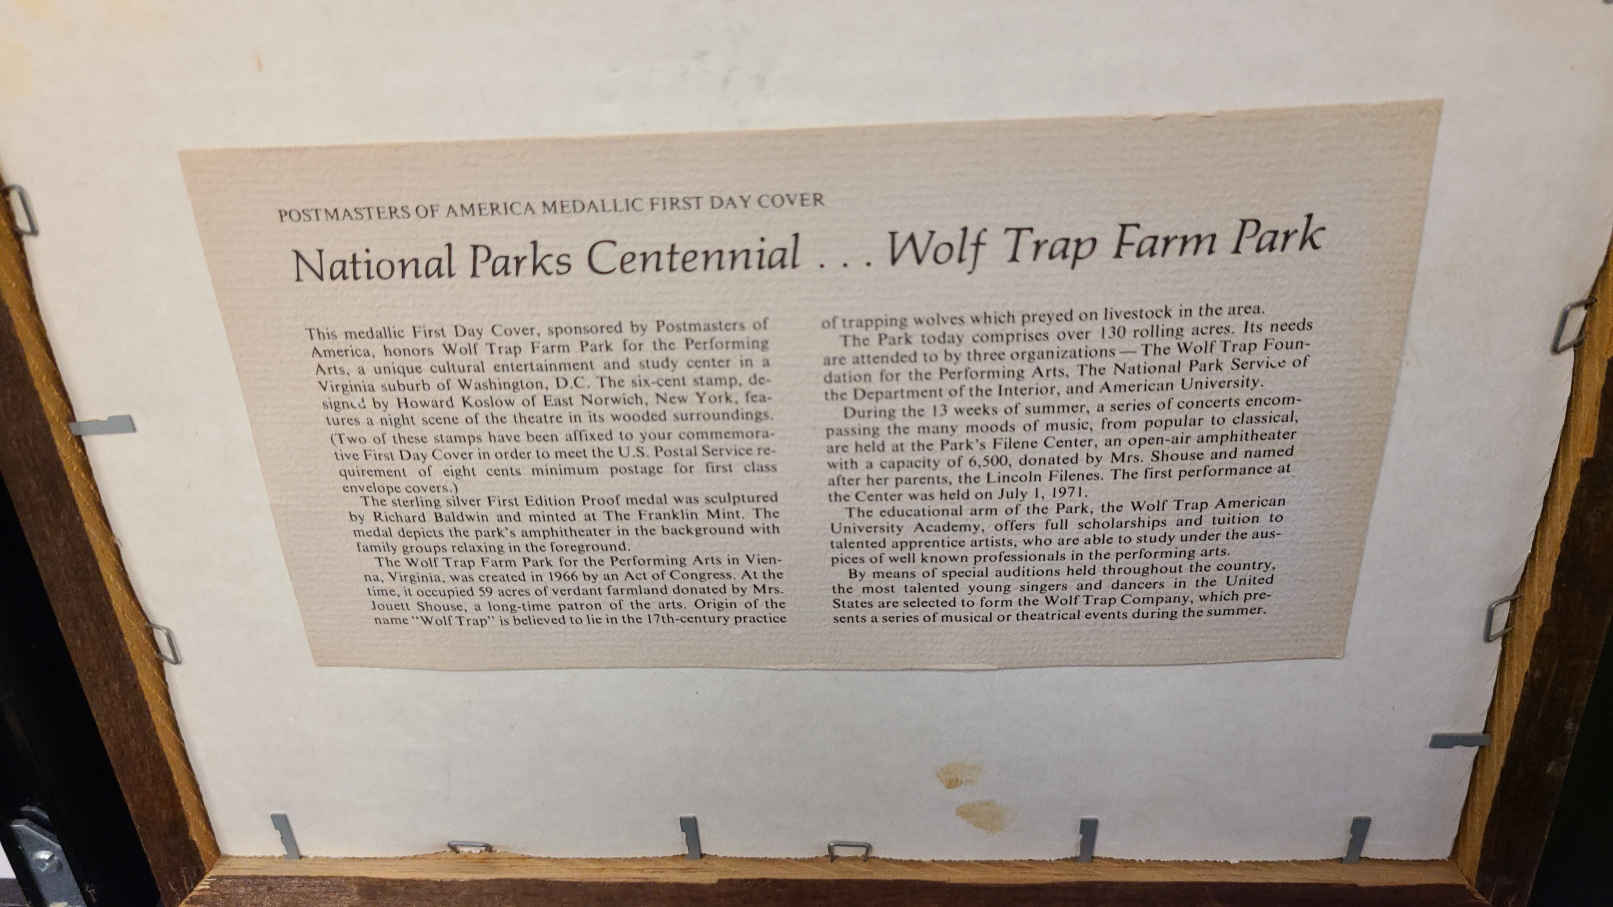 POSTMASTERS OF AMERICA MEDALLIC FIRST DAY COVER
National Parks Centennial . . . Wolf Trap Farm Park
This medallic First Day Cover, sponsored by Postmasters of
America, honors Wolf Trap Farm Park for the Performing
Arts, a unique cultural entertainment and study center in a
Virginia suburb of Washington, D.C. The six-cent stamp, de-
signed by Howard Koslow of East Norwich, New York, fea-
tures a night scene of the theatre in its wooded surroundings.
(Two of these stamps have been affixed to your commemora-
tive First Day Cover in order to meet the U.S. Postal Service re-
quirement of eight cents minimum postage for first class
envelope covers.)
The sterling silver First Edition Proof medal was sculptured
by Richard Baldwin and minted at The Franklin Mint. The
medal depicts the park's amphitheater in the background with
family groups relaxing in the foreground.
The Wolf Trap Farm Park for the Performing Arts in Vien-
na, Virginia, was created in 1966 by an Act of Congress. At the
time, it occupied 59 acres of verdant farmland donated by Mrs.
Jouett Shouse, a long-time patron of the arts. Origin of the
name "Wolf Trap" is believed to lie in the 17th-century practice
of trapping wolves which preyed on livestock in the area.
The Park today comprises over 130 rolling acres. Its needs
are attended to by three organizations — The Wolf Trap Foun-
dation for the Performing Arts, The National Park Service of
the Department of the Interior, and American University.
During the 13 weeks of summer, a series of concerts encom-
passing the many moods of music, from popular to classical,
are held at the Park's Filene Center, an open-air amphitheater
with a capacity of 6,500, donated by Mrs. Shouse and named
after her parents, the Lincoln Filenes. The first performance at
the Center was held on July 1, 1971.
The educational arm of the Park, the Wolf Trap American
University Academy, offers full scholarships and tuition to
talented apprentice artists, who are able to study under the aus-
pices of well known professionals in the performing arts.
By means of special auditions held throughout the country,
the most talented young singers and dancers in the United
States are selected to form the Wolf Trap Company, which pre-
sents a series of musical or theatrical events during the summer.